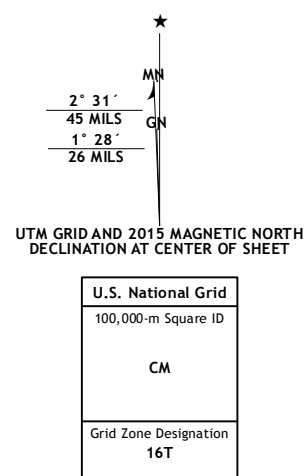 ★
MN
2° 31´
45 MILS
GN
1° 28´
26 MILS
UTM GRID AND 2015 MAGNETIC NORTH
DECLINATION AT CENTER OF SHEET
U.S. National Grid
100,000-m Square ID
CM
Grid Zone Designation
16T